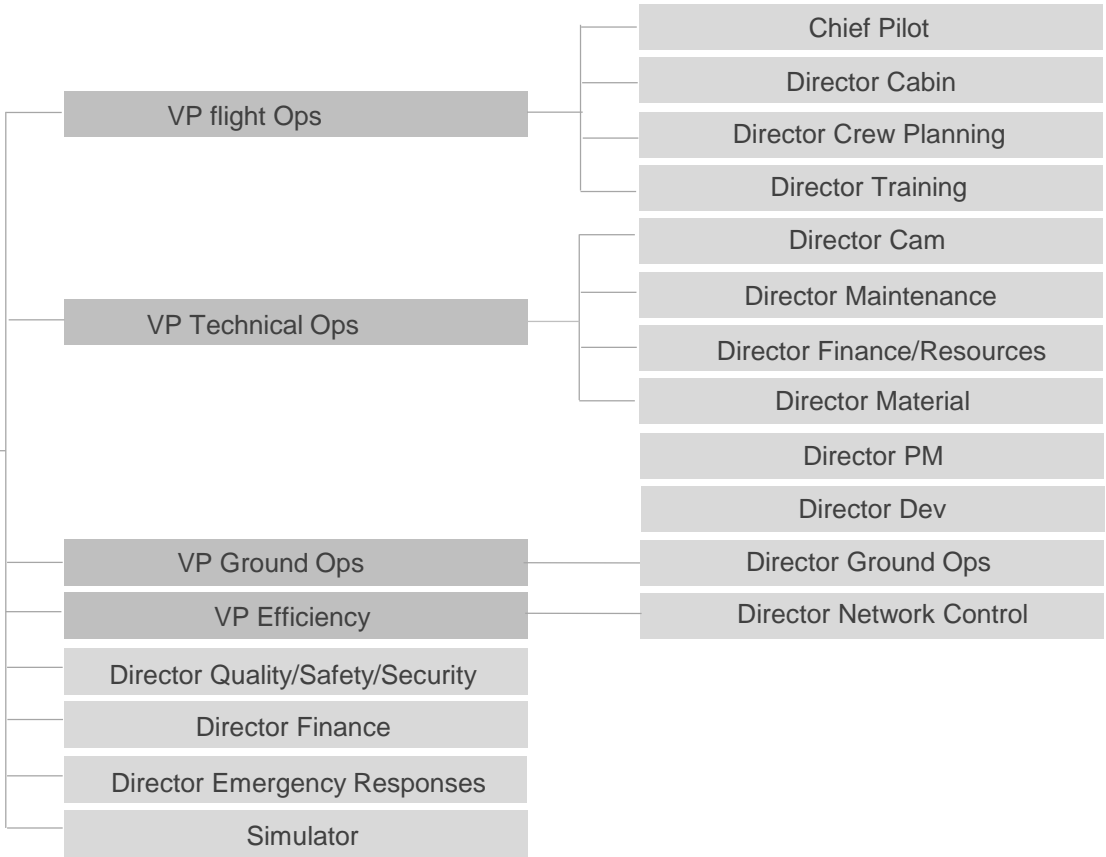 Chief Pilot
Director Cabin
VP flight Ops
Director Crew Planning
Director Training
Director Cam
Director Maintenance
VP Technical Ops
Director Finance/Resources
Director Material
Director PM
Director Dev
VP Ground Ops
Director Ground Ops
VP Efficiency
Director Network Control
Director Quality/Safety/Security
Director Finance
Director Emergency Responses
Simulator